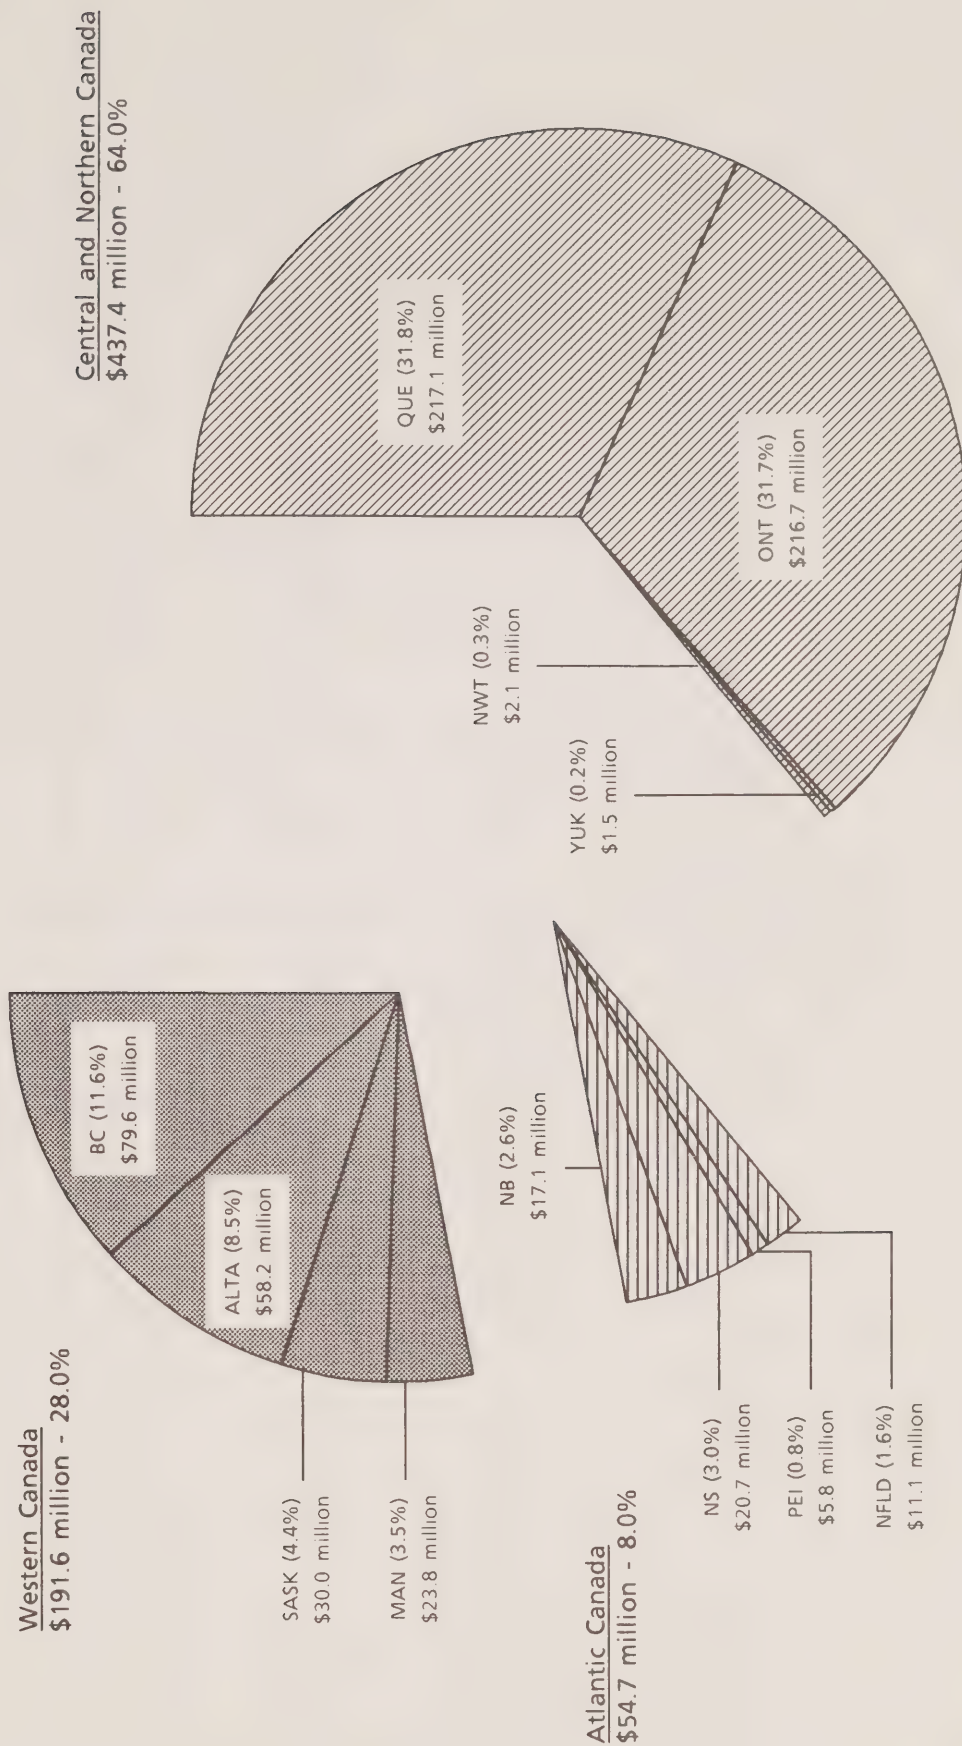 Western Canada
$191.6 million - 28.0%
BC (11.6%)
$79.6 million
ALTA (8.5%)
$58.2 million
SASK (4.4%)
$30.0 million
MAN (3.5%)
$23.8 million
Central and Northern Canada
$437.4 million - 64.0%
QUE (31.8%)
$217.1 million
ONT (31.7%)
$216.7 million
NWT (0.3%)
$2.1 million
YUK (0.2%)
$1.5 million
Atlantic Canada
$54.7 million - 8.0%
NB (2.6%)
$17.1 million
NS (3.0%)
$20.7 million
PEI (0.8%)
$5.8 million
NFLD (1.6%)
$11.1 million